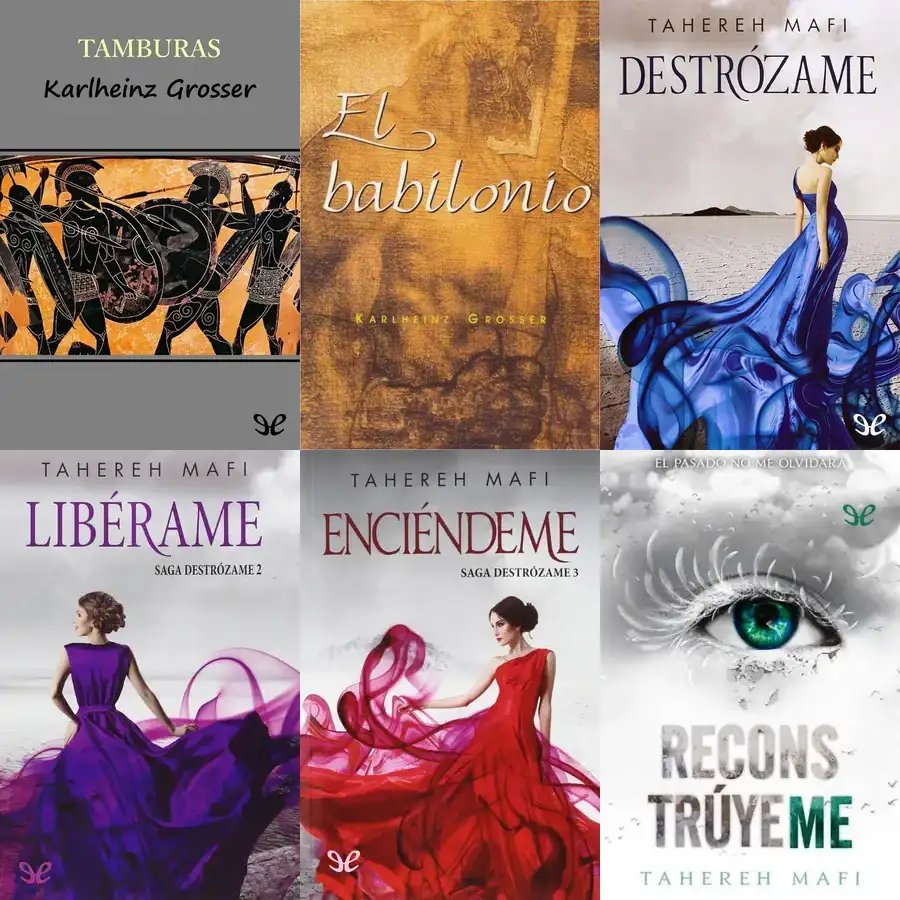 TAMBURAS
Karlheinz Grosser
El
babilonio
KARLHEINZ GROSSER
TAHEREH MAFI
DESTRÓZAME
TAHEREH MAFI
LIBÉRAME
SAGA DESTRÓZAME 2
TAHEREH MAFI
ENCIÉNDEME
SAGA DESTRÓZAME 3
EL PASADO NO ME OLVIDARÁ
RECONS
TRÚYEME
TAHEREH MAFI